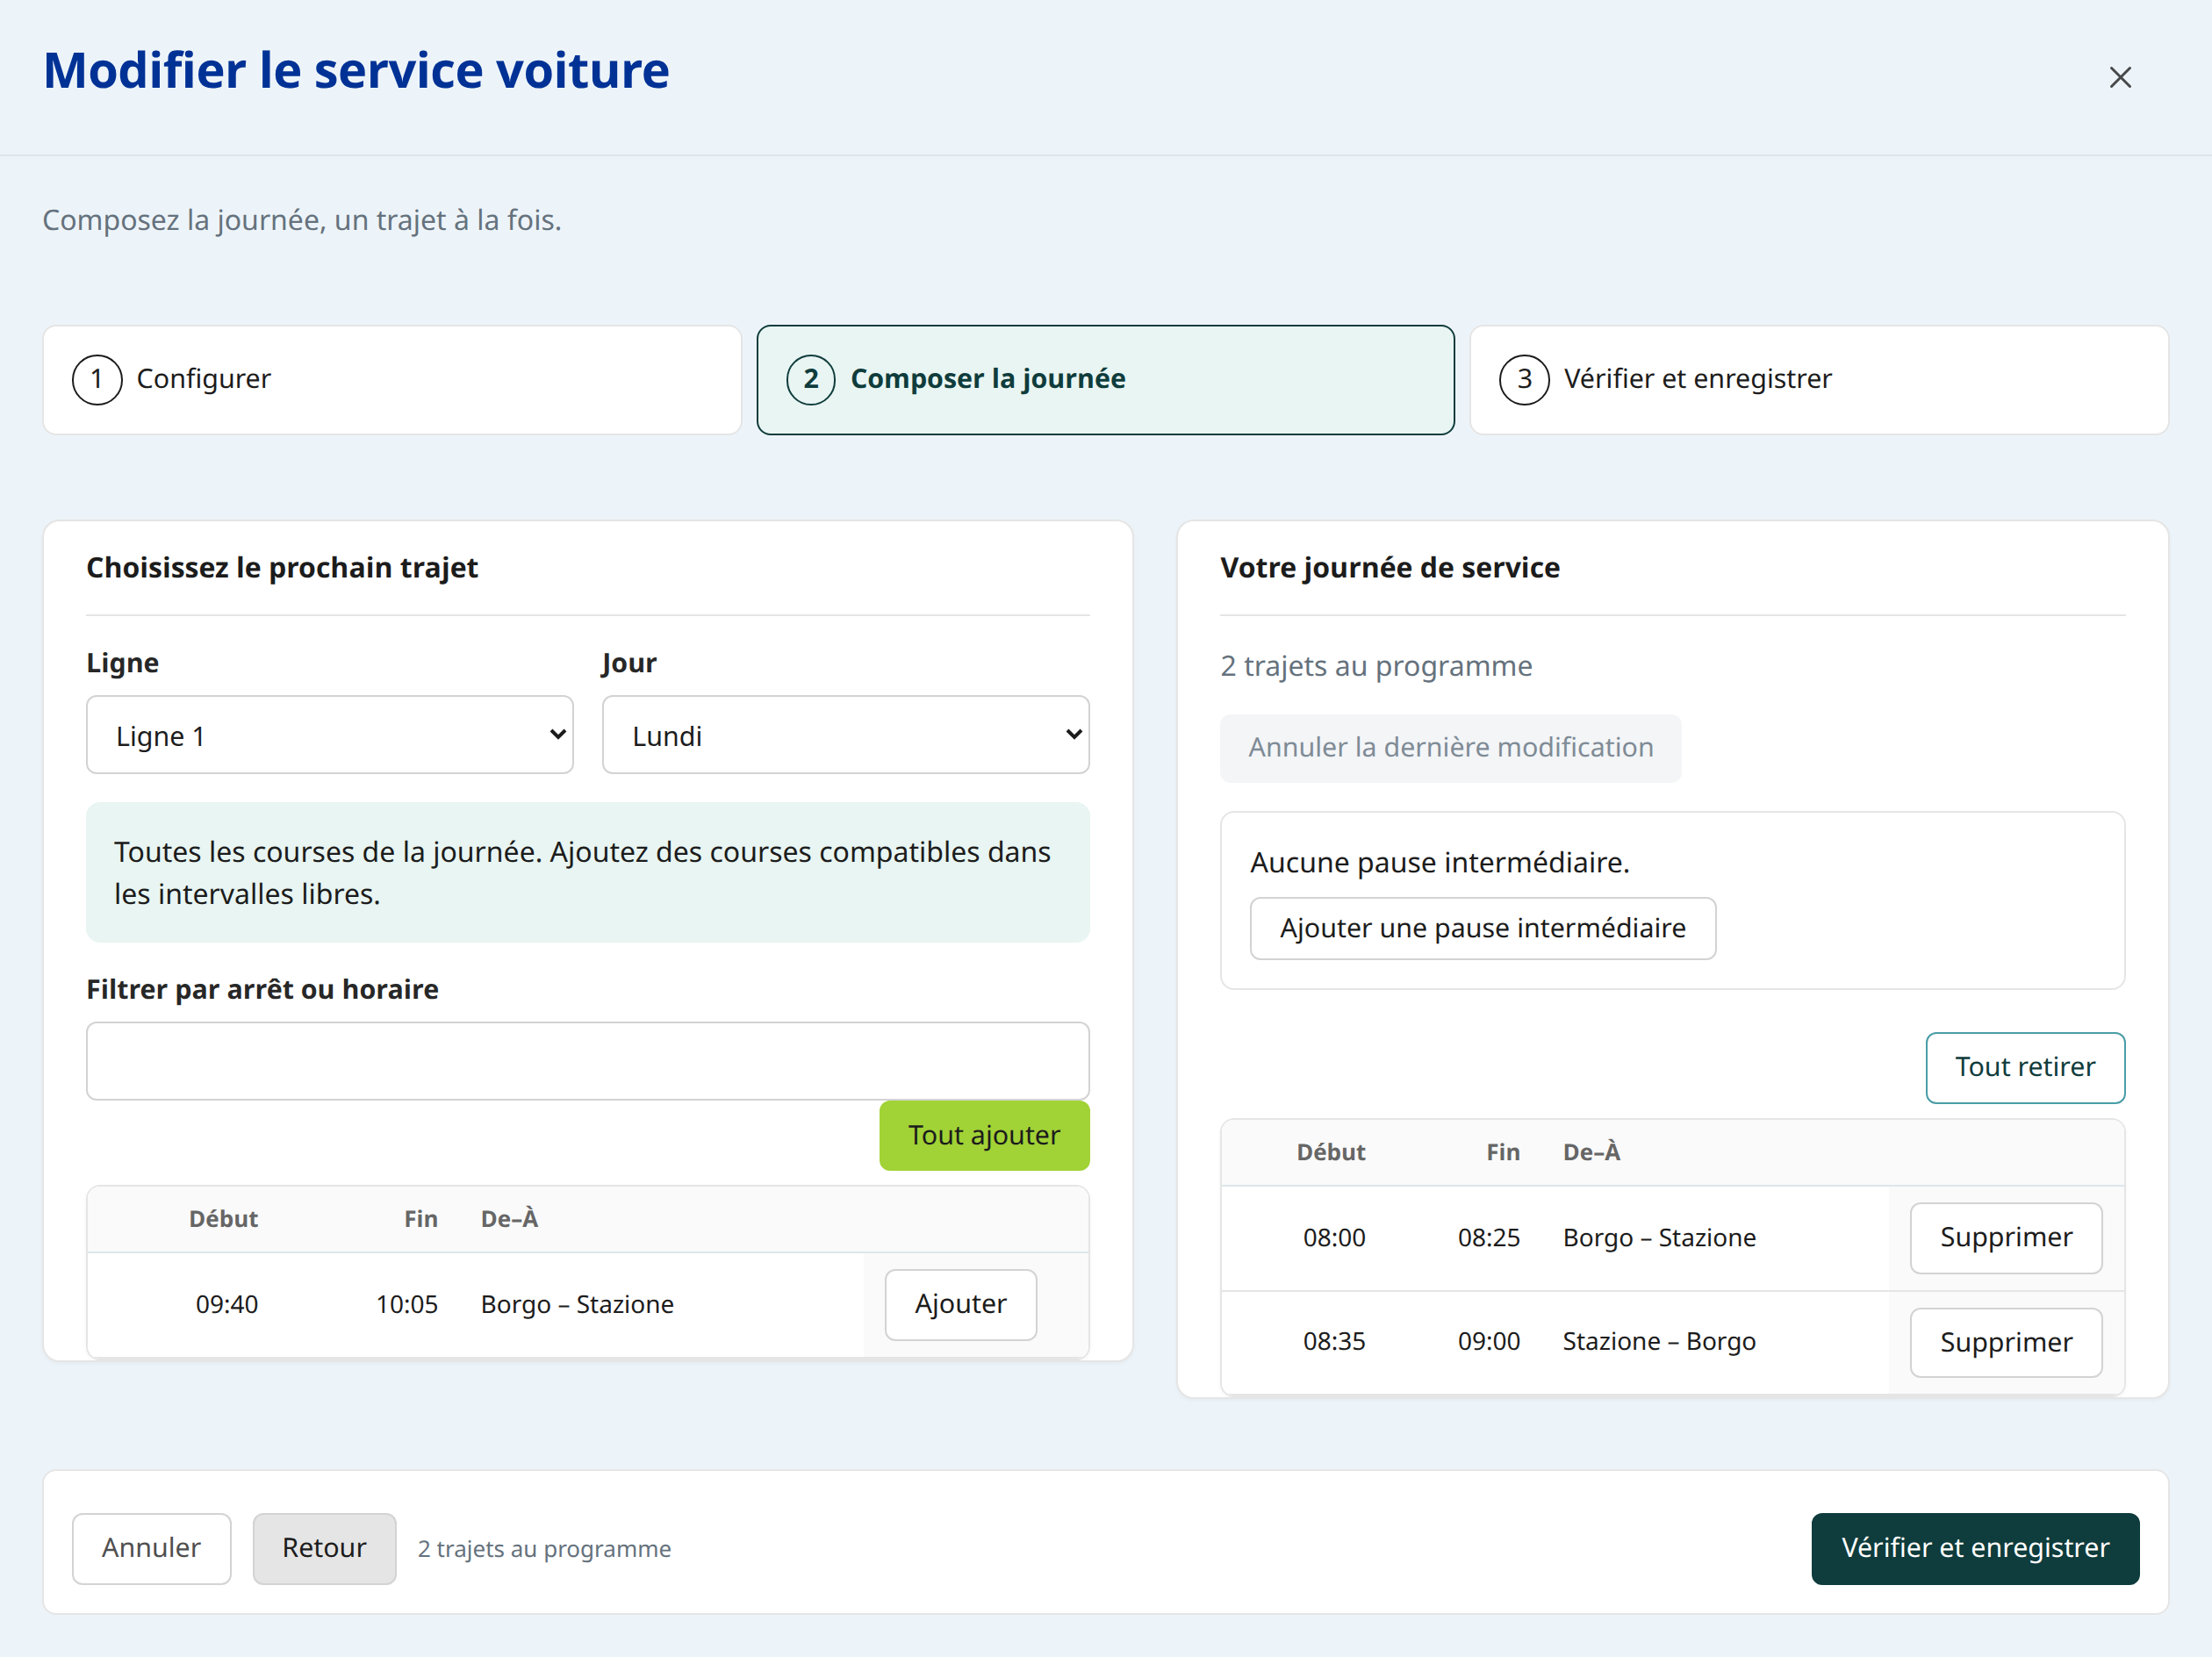 Modifier le service voiture
Composez la journée, un trajet à la fois.
1 Configurer
2 Composer la journée
3 Vérifier et enregistrer
Choisissez le prochain trajet
Ligne Jour
Ligne 1 Lundi
Toutes les courses de la journée. Ajoutez des courses compatibles dans
les intervalles libres.
Filtrer par arrêt ou horaire
Tout ajouter
Début Fin De–À
09:40 10:05 Borgo – Stazione Ajouter
Votre journée de service
2 trajets au programme
Annuler la dernière modification
Aucune pause intermédiaire.
Ajouter une pause intermédiaire
Tout retirer
Début Fin De–À
08:00 08:25 Borgo – Stazione Supprimer
08:35 09:00 Stazione – Borgo Supprimer
Annuler Retour 2 trajets au programme Vérifier et enregistrer